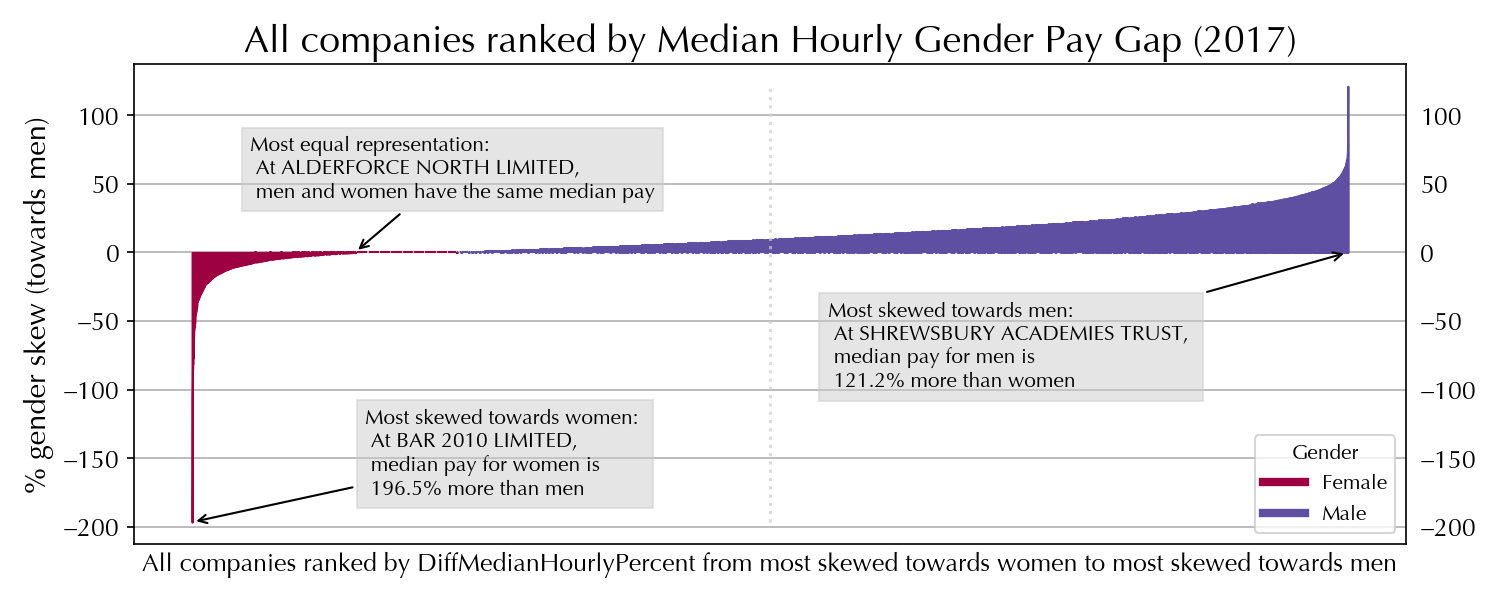 All companies ranked by Median Hourly Gender Pay Gap (2017)
% gender skew (towards men)
100
50
0
–50
–100
–150
–200
Most equal representation:
At ALDERFORCE NORTH LIMITED,
men and women have the same median pay
Most skewed towards men:
At SHREWSBURY ACADEMIES TRUST,
median pay for men is
121.2% more than women
Most skewed towards women:
At BAR 2010 LIMITED,
median pay for women is
196.5% more than men
100
50
0
–50
–100
–150
–200
Gender
Female
Male
All companies ranked by DiffMedianHourlyPercent from most skewed towards women to most skewed towards men